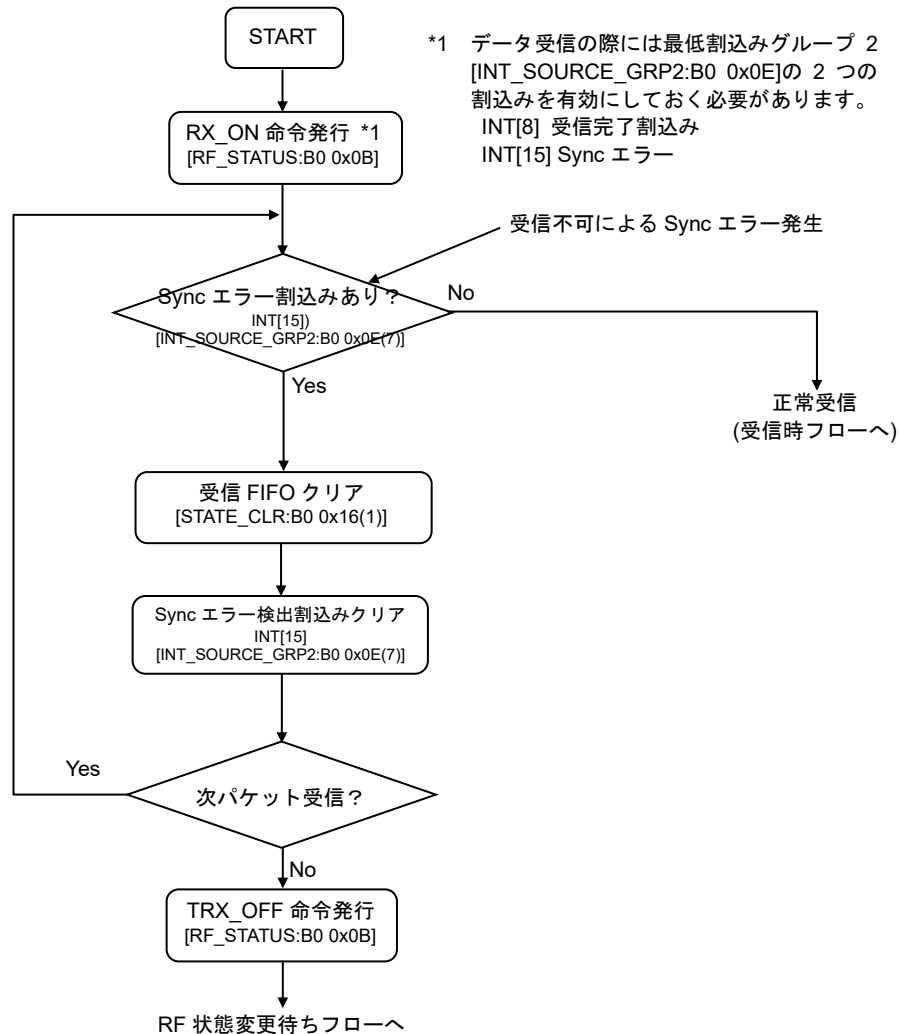 START
*1 データ受信の際には最低割込みグループ 2
[INT_SOURCE_GRP2:B0 0x0E]の 2 つの
割込みを有効にしておく必要があります。
INT[8] 受信完了割込み
INT[15] Sync エラー
RX_ON 命令発行 *1
[RF_STATUS:B0 0x0B]
受信不可による Sync エラー発生
Sync エラー割込みあり？
INT[15])
[INT_SOURCE_GRP2:B0 0x0E(7)]
No
Yes
正常受信
(受信時フローへ)
受信 FIFO クリア
[STATE_CLR:B0 0x16(1)]
Sync エラー検出割込みクリア
INT[15]
[INT_SOURCE_GRP2:B0 0x0E(7)]
Yes
次パケット受信？
No
TRX_OFF 命令発行
[RF_STATUS:B0 0x0B]
RF 状態変更待ちフローへ